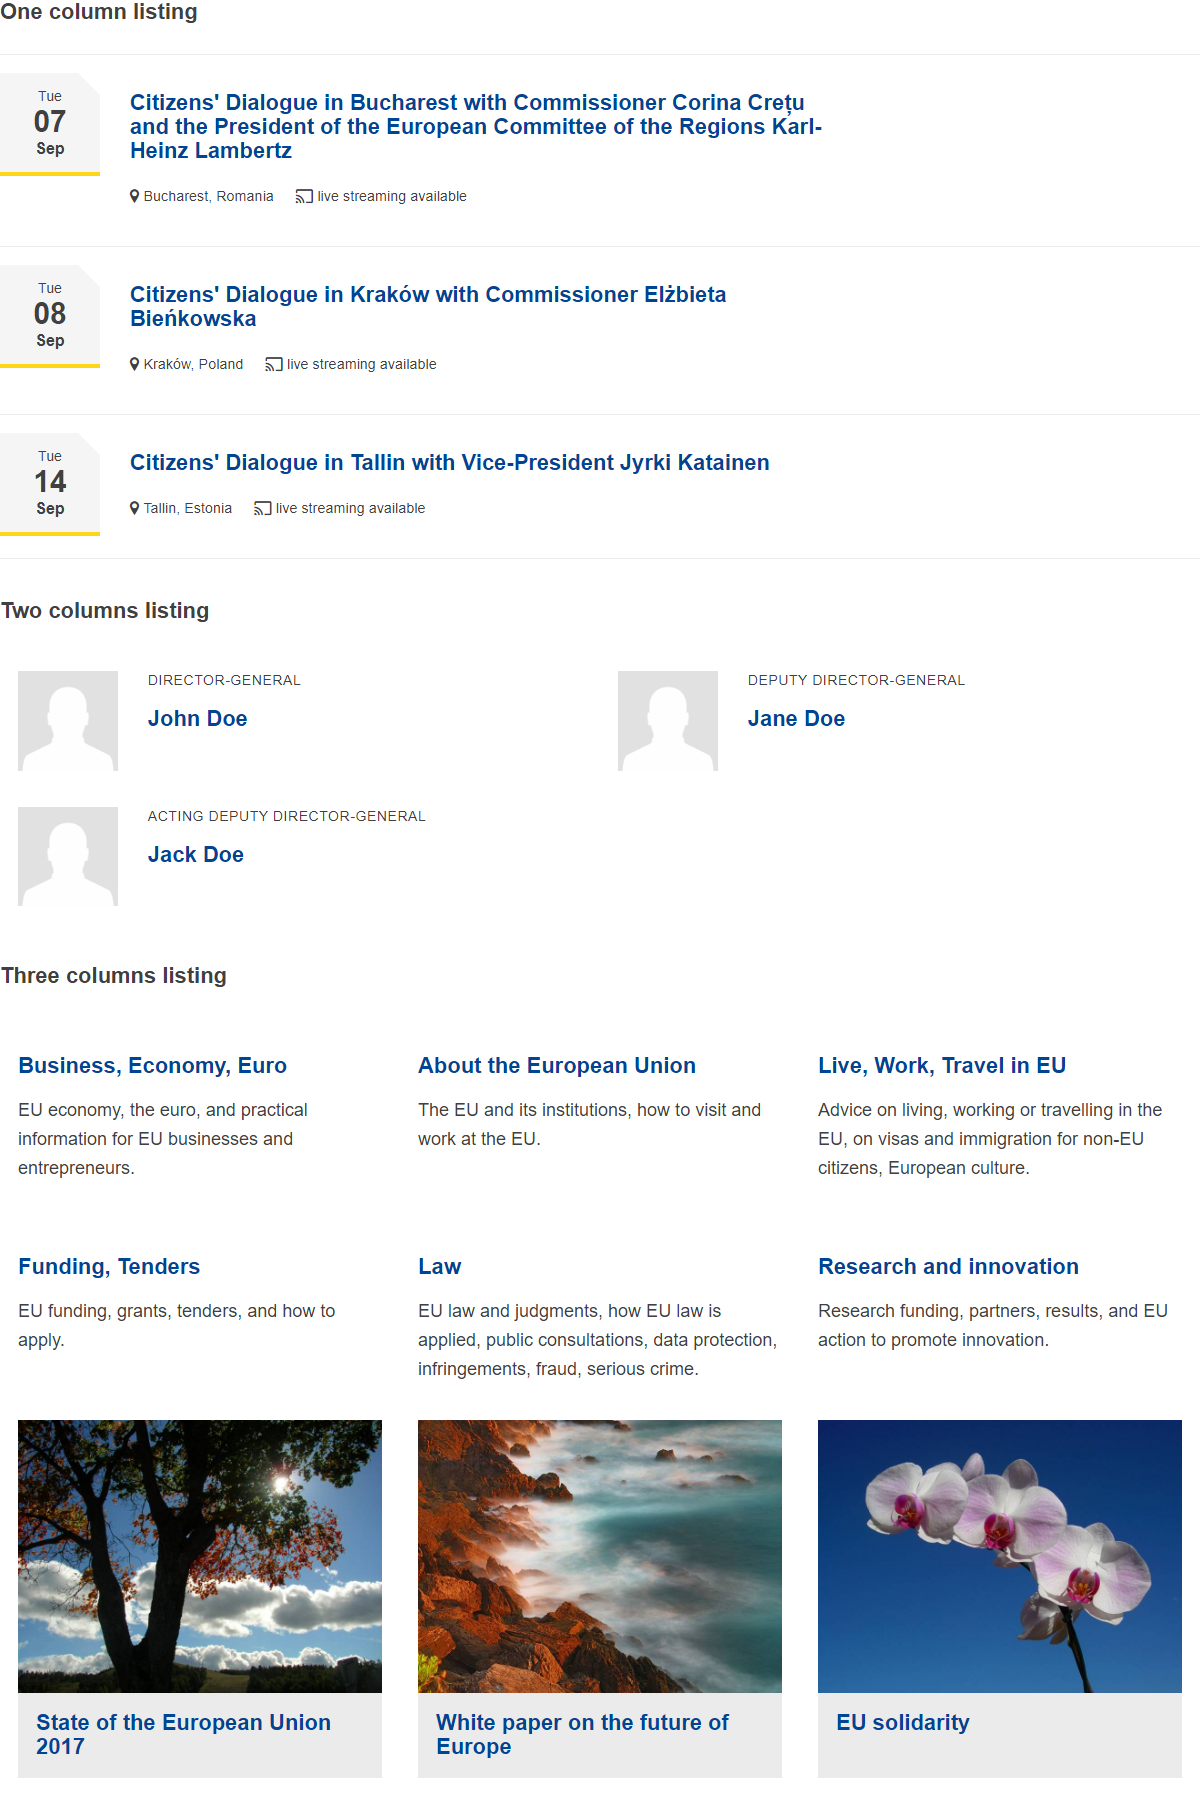 One column listing
Tue
07
Sep
Citizens' Dialogue in Bucharest with Commissioner Corina Crețu
and the President of the European Committee of the Regions Karl-
Heinz Lambertz
Bucharest, Romania live streaming available
Tue
08
Sep
Citizens' Dialogue in Kraków with Commissioner Elżbieta
Bieńkowska
Kraków, Poland live streaming available
Tue
14
Sep
Citizens' Dialogue in Tallin with Vice-President Jyrki Katainen
Tallin, Estonia live streaming available
Two columns listing
DIRECTOR-GENERAL
John Doe
DEPUTY DIRECTOR-GENERAL
Jane Doe
ACTING DEPUTY DIRECTOR-GENERAL
Jack Doe
Three columns listing
Business, Economy, Euro
EU economy, the euro, and practical
information for EU businesses and
entrepreneurs.
About the European Union
The EU and its institutions, how to visit and
work at the EU.
Live, Work, Travel in EU
Advice on living, working or travelling in the
EU, on visas and immigration for non-EU
citizens, European culture.
Funding, Tenders
EU funding, grants, tenders, and how to
apply.
Law
EU law and judgments, how EU law is
applied, public consultations, data protection,
infringements, fraud, serious crime.
Research and innovation
Research funding, partners, results, and EU
action to promote innovation.
State of the European Union
2017
White paper on the future of
Europe
EU solidarity